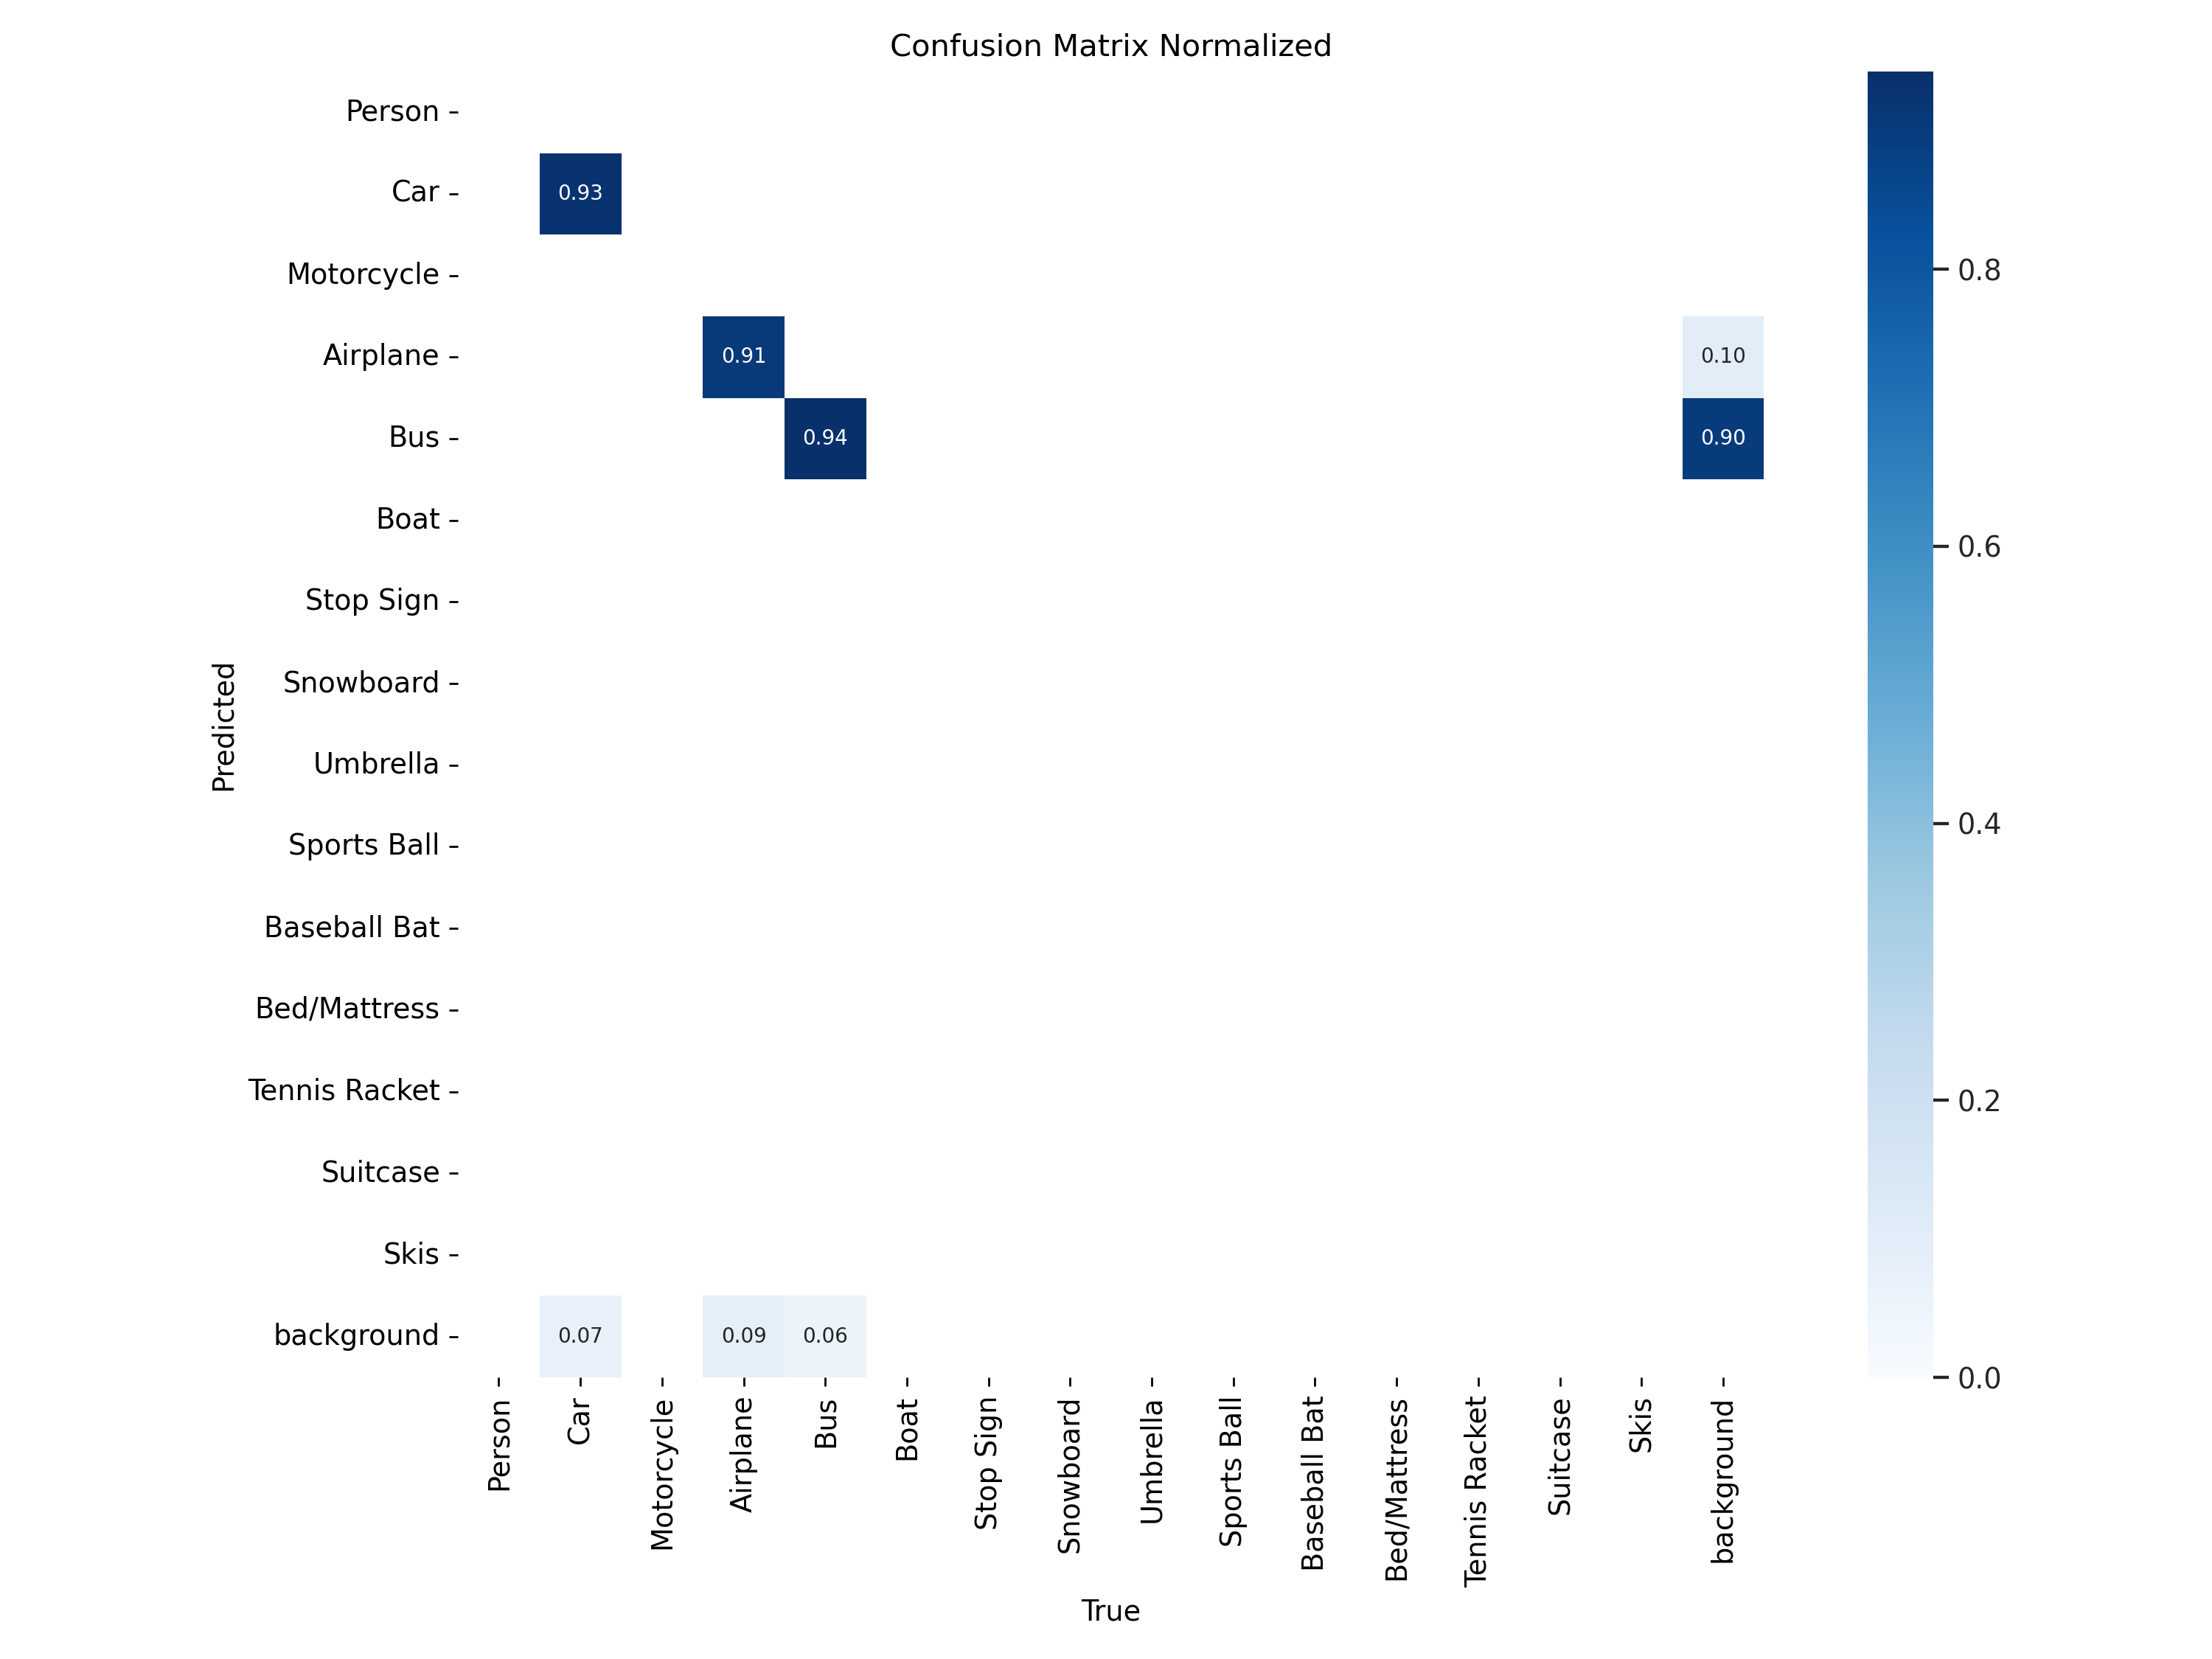 Confusion Matrix Normalized
Person
Car
0.93
Motorcycle
Airplane
0.91
0.10
Bus
0.94
0.90
Boat
Stop Sign
Snowboard
Umbrella
Sports Ball
Baseball Bat
Bed/Mattress
Tennis Racket
Suitcase
Skis
background
0.07
0.09
0.06
Predicted
Person
Car
Motorcycle
Airplane
Bus
Boat
Stop Sign
Snowboard
Umbrella
Sports Ball
Baseball Bat
Bed/Mattress
Tennis Racket
Suitcase
Skis
background
True
0.8
0.6
0.4
0.2
0.0